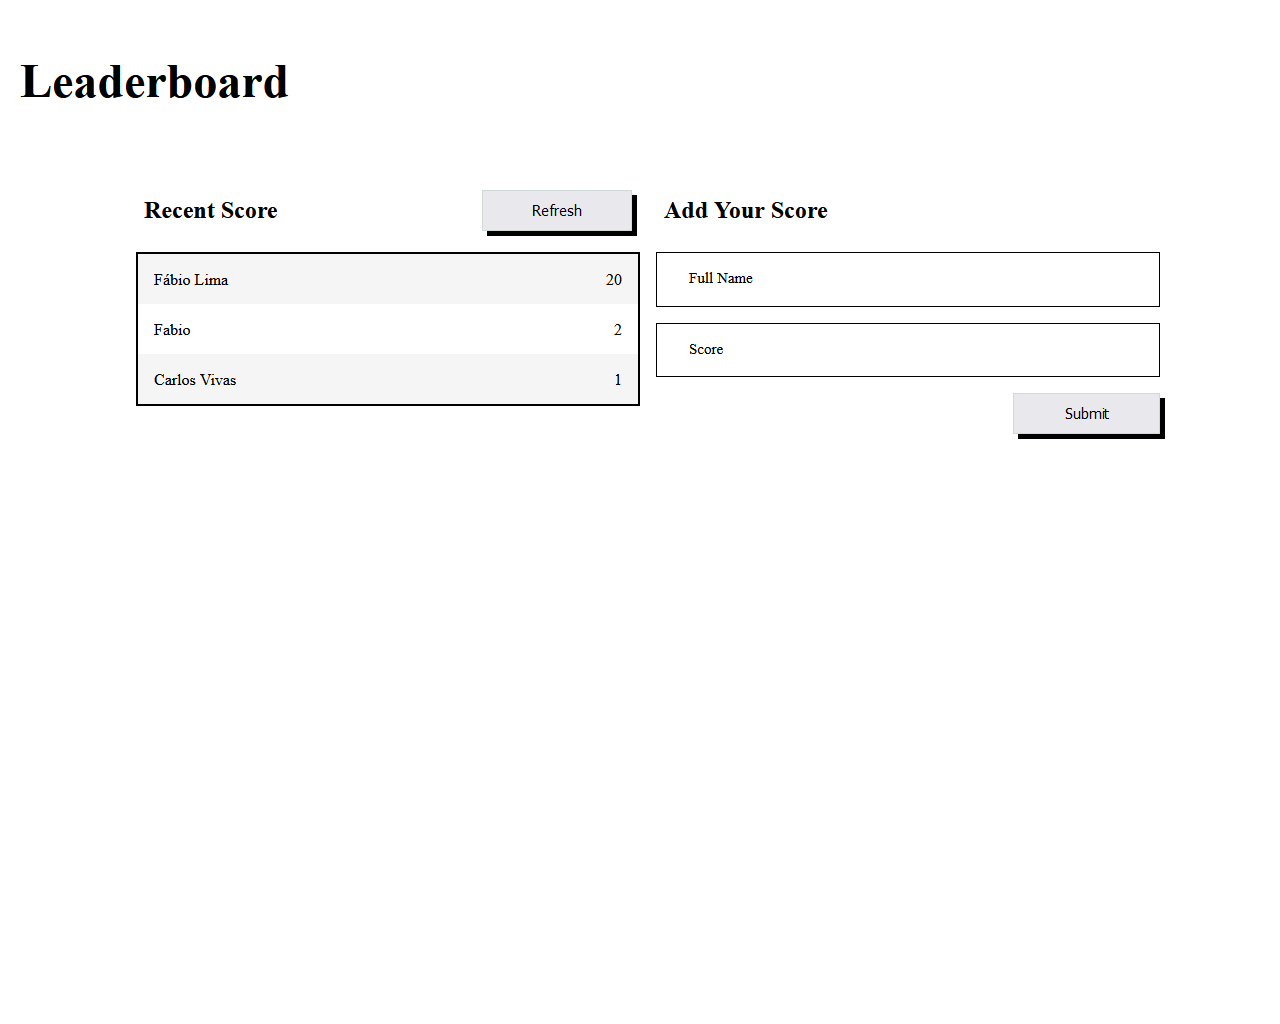 Leaderboard
Recent Score
Refresh
Fábio Lima 20
Fabio 2
Carlos Vivas 1
Add Your Score
Full Name
Score
Submit